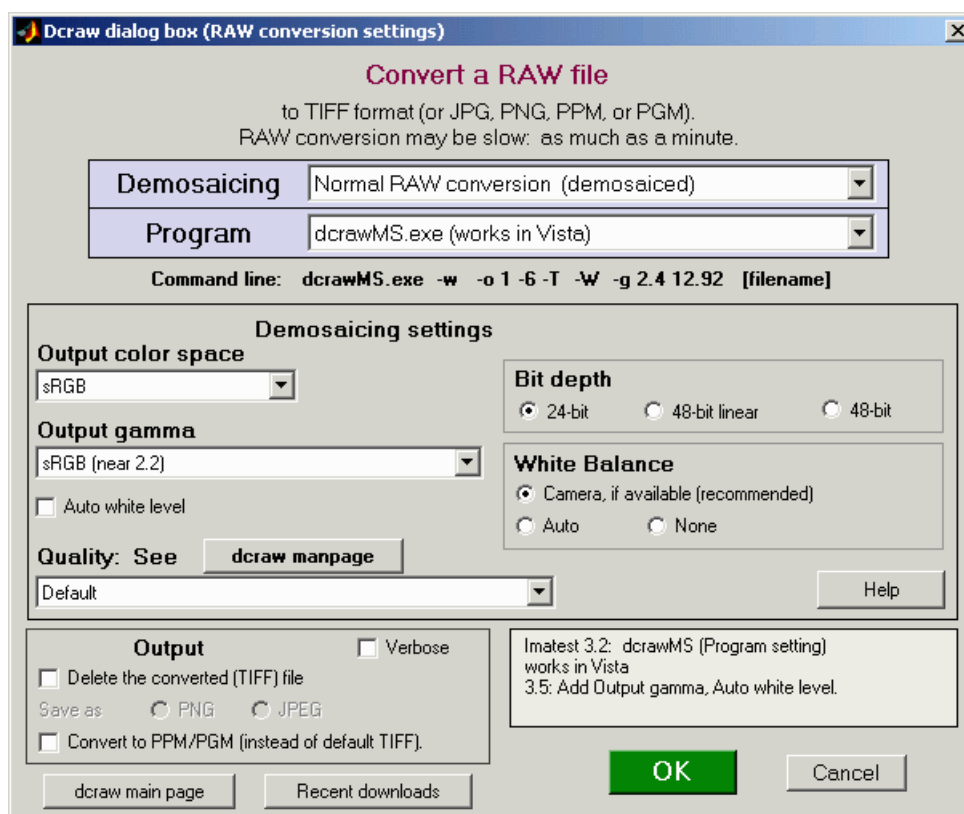 Dcraw dialog box (RAW conversion settings)
Convert a RAW file
to TIFF format (or JPG, PNG, PPM, or PGM).
RAW conversion may be slow: as much as a minute.
Demosaicing Normal RAW conversion (demosaiced)
Program dcrawMS.exe (works in Vista)
Command line: dcrawMS.exe -w -o 1 -6 -T -W -g 2.4 12.92 [filename]
Demosaicing settings
Output color space
sRGB
Output gamma
sRGB (near 2.2)
Auto white level
Quality: See dcraw manpage
Default
Bit depth
24-bit 48-bit linear 48-bit
White Balance
Camera, if available (recommended)
Auto None
Help
Output Verbose
Delete the converted (TIFF) file
Save as PNG JPEG
Convert to PPM/PGM (instead of default TIFF).
Imatest 3.2: dcrawMS (Program setting)
works in Vista
3.5: Add Output gamma, Auto white level.
dcraw main page Recent downloads
OK Cancel